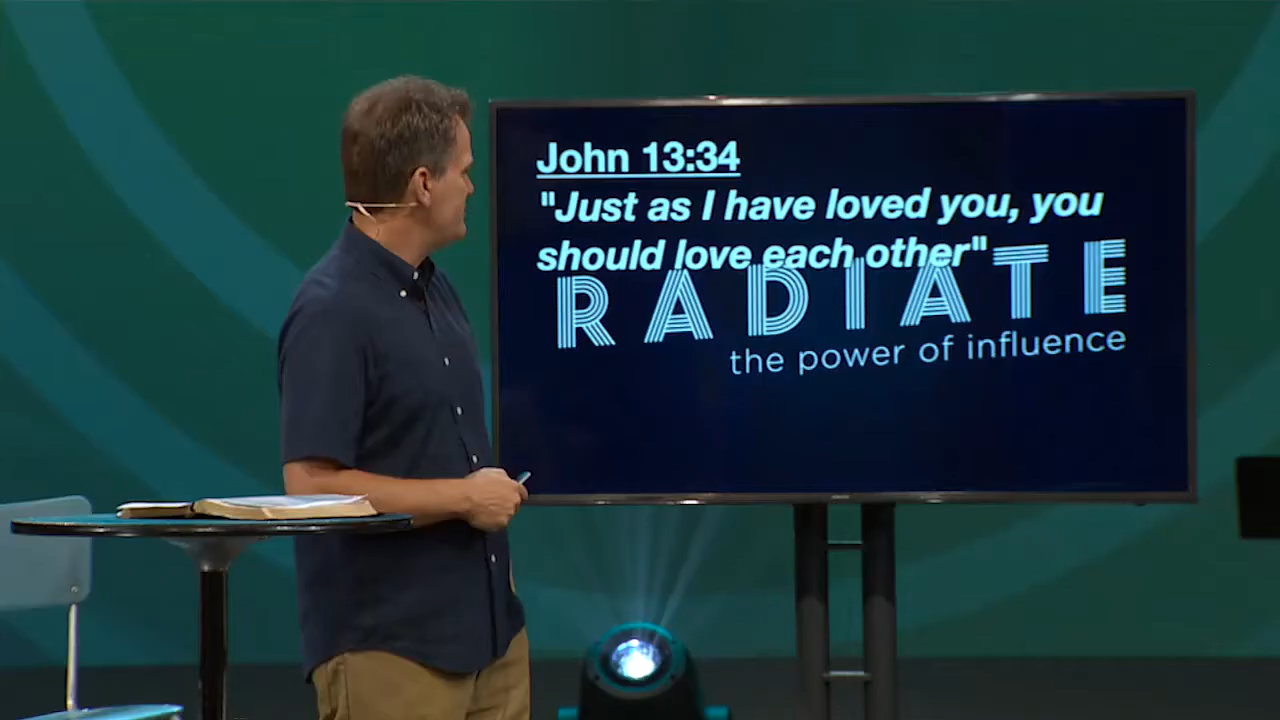 John 13:34
"Just as I have loved you, you
should love each other"
RADIATE
the power of influence